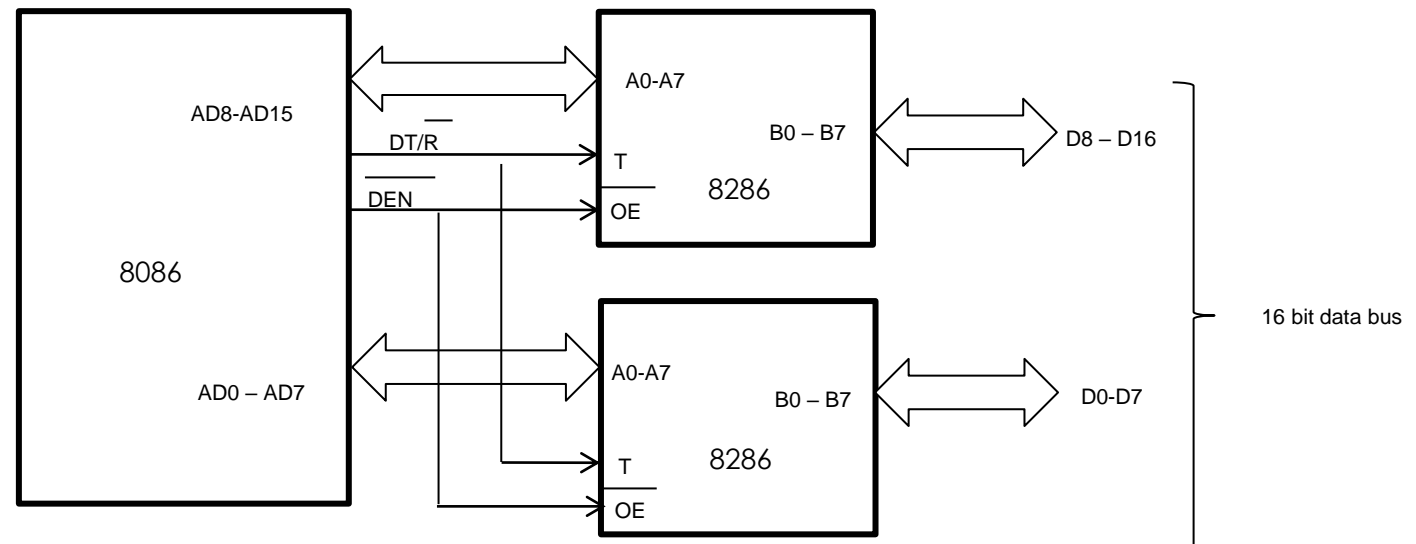 A0-A7
AD8-AD15
B0 – B7
D8 – D16
DT/R
T
8286
DEN
OE
8086
16 bit data bus
A0-A7
AD0 – AD7
B0 – B7
D0-D7
8286
T
OE